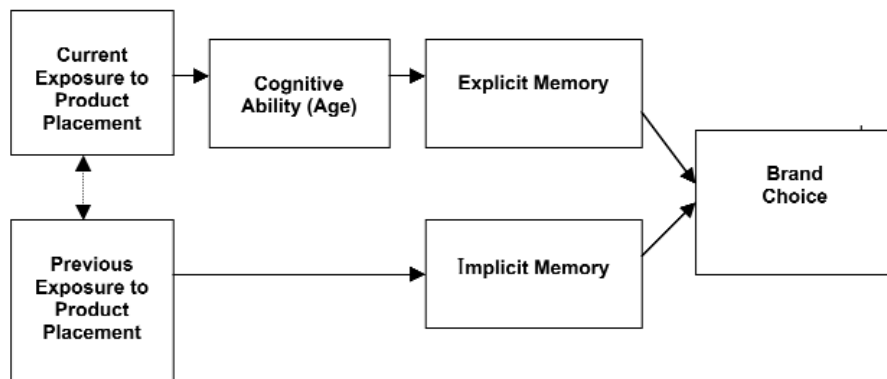 Current
Exposure to
Product
Placement
Cognitive
Ability (Age)
Explicit Memory
Brand
Choice
Previous
Exposure to
Product
Placement
Implicit Memory